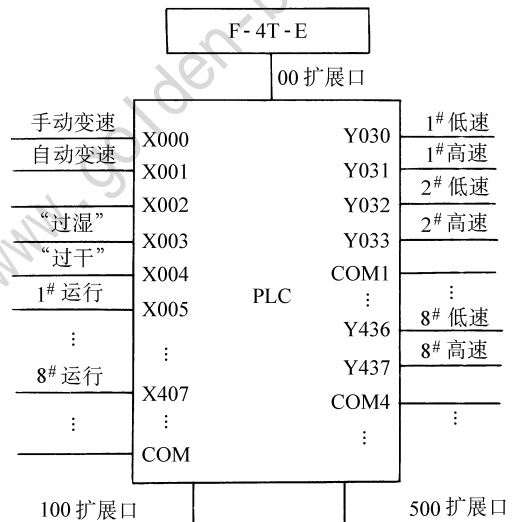 F-4T-E
00扩展口
手动变速
X000
自动变速
X001
X002
“过湿”
X003
“过干”
X004
1#运行
X005
⋮
⋮
8#运行
X407
⋮
⋮
COM
PLC
Y030
1#低速
Y031
1#高速
Y032
2#低速
Y033
2#高速
COM1
⋮
⋮
Y436
8#低速
Y437
8#高速
COM4
⋮
⋮
100扩展口
500扩展口
www.golden-b